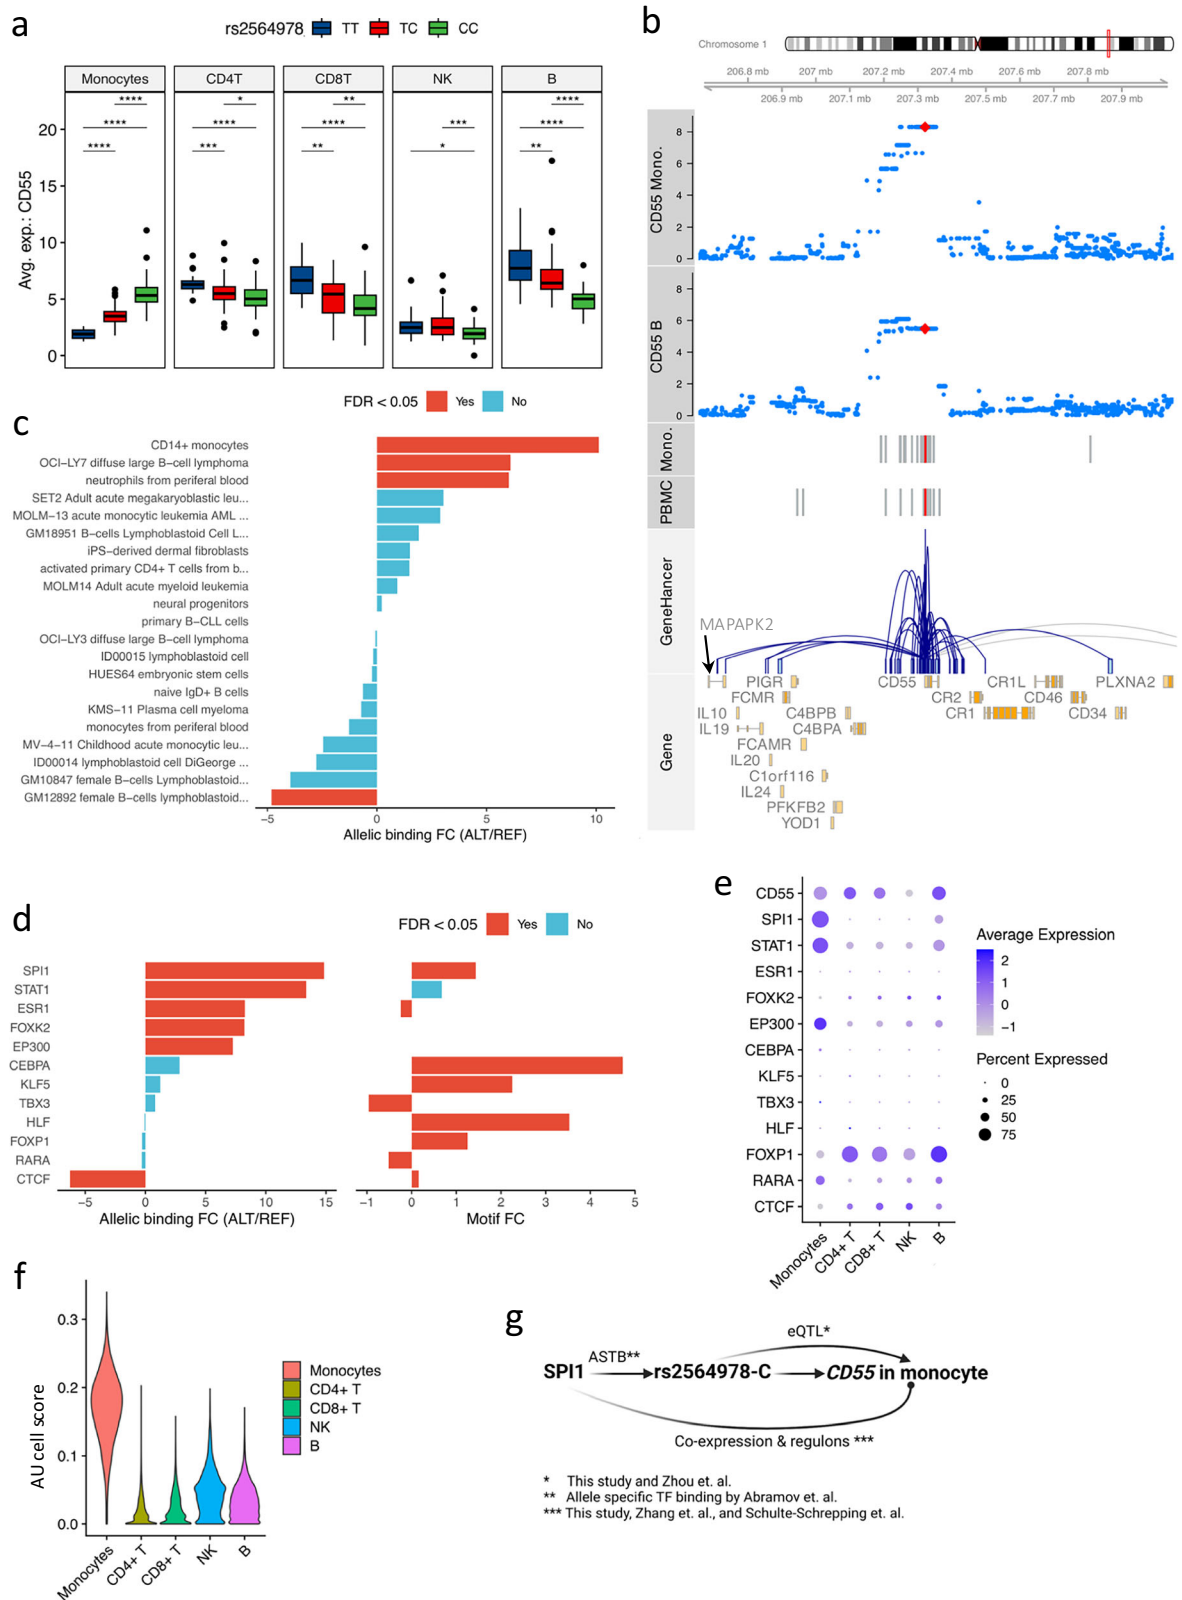 a
rs2564978 TT TC CC
Monocytes CD4T CD8T NK B
**** * ** *** ****
**** **** **** * ****
**** *** ** **
Avg. exp.: CD55
20
15
10
5
0
b
Chromosome 1
206.8 mb 207 mb 207.2 mb 207.4 mb 207.6 mb 207.8 mb
206.9 mb 207.1 mb 207.3 mb 207.5 mb 207.7 mb 207.9 mb
CD55 Mono.
8
6
4
2
0
CD55 B
8
6
4
2
0
Mono.
PBMC
GeneHancer
MAPAPK2
Gene
PIGR CD55 CR1L PLXNA2
FCMR CR2 CD46
IL10 C4BPB CR1 CD34
IL19 C4BPA
FCAMR
IL20
C1orf116
IL24
PFKFB2
YOD1
c
FDR < 0.05 Yes No
CD14+ monocytes
OCI−LY7 diffuse large B−cell lymphoma
neutrophils from periferal blood
SET2 Adult acute megakaryoblastic leu...
MOLM−13 acute monocytic leukemia AML ...
GM18951 B−cells Lymphoblastoid Cell L...
iPS−derived dermal fibroblasts
activated primary CD4+ T cells from b...
MOLM14 Adult acute myeloid leukemia
neural progenitors
primary B−CLL cells
OCI−LY3 diffuse large B−cell lymphoma
ID00015 lymphoblastoid cell
HUES64 embryonic stem cells
naive IgD+ B cells
KMS−11 Plasma cell myeloma
monocytes from periferal blood
MV−4−11 Childhood acute monocytic leu...
ID00014 lymphoblastoid cell DiGeorge ...
GM10847 female B−cells Lymphoblastoid...
GM12892 female B−cells lymphoblastoid...
−5 0 5 10
Allelic binding FC (ALT/REF)
d
FDR < 0.05 Yes No
SPI1
STAT1
ESR1
FOXK2
EP300
CEBPA
KLF5
TBX3
HLF
FOXP1
RARA
CTCF
−5 0 5 10 15
Allelic binding FC (ALT/REF)
−1 0 1 2 3 4 5
Motif FC
e
CD55
SPI1
STAT1
ESR1
FOXK2
EP300
CEBPA
KLF5
TBX3
HLF
FOXP1
RARA
CTCF
Monocytes
CD4+ T
CD8+ T
NK
B
Average Expression
2
1
0
−1
Percent Expressed
0
25
50
75
f
AU cell score
0.3
0.2
0.1
0.0
Monocytes
CD4+ T
CD8+ T
NK
B
Monocytes
CD4+ T
CD8+ T
NK
B
g
eQTL*
ASTB**
SPI1 rs2564978-C CD55 in monocyte
Co-expression & regulons ***
* This study and Zhou et. al.
** Allele specific TF binding by Abramov et. al.
*** This study, Zhang et. al., and Schulte-Schrepping et. al.